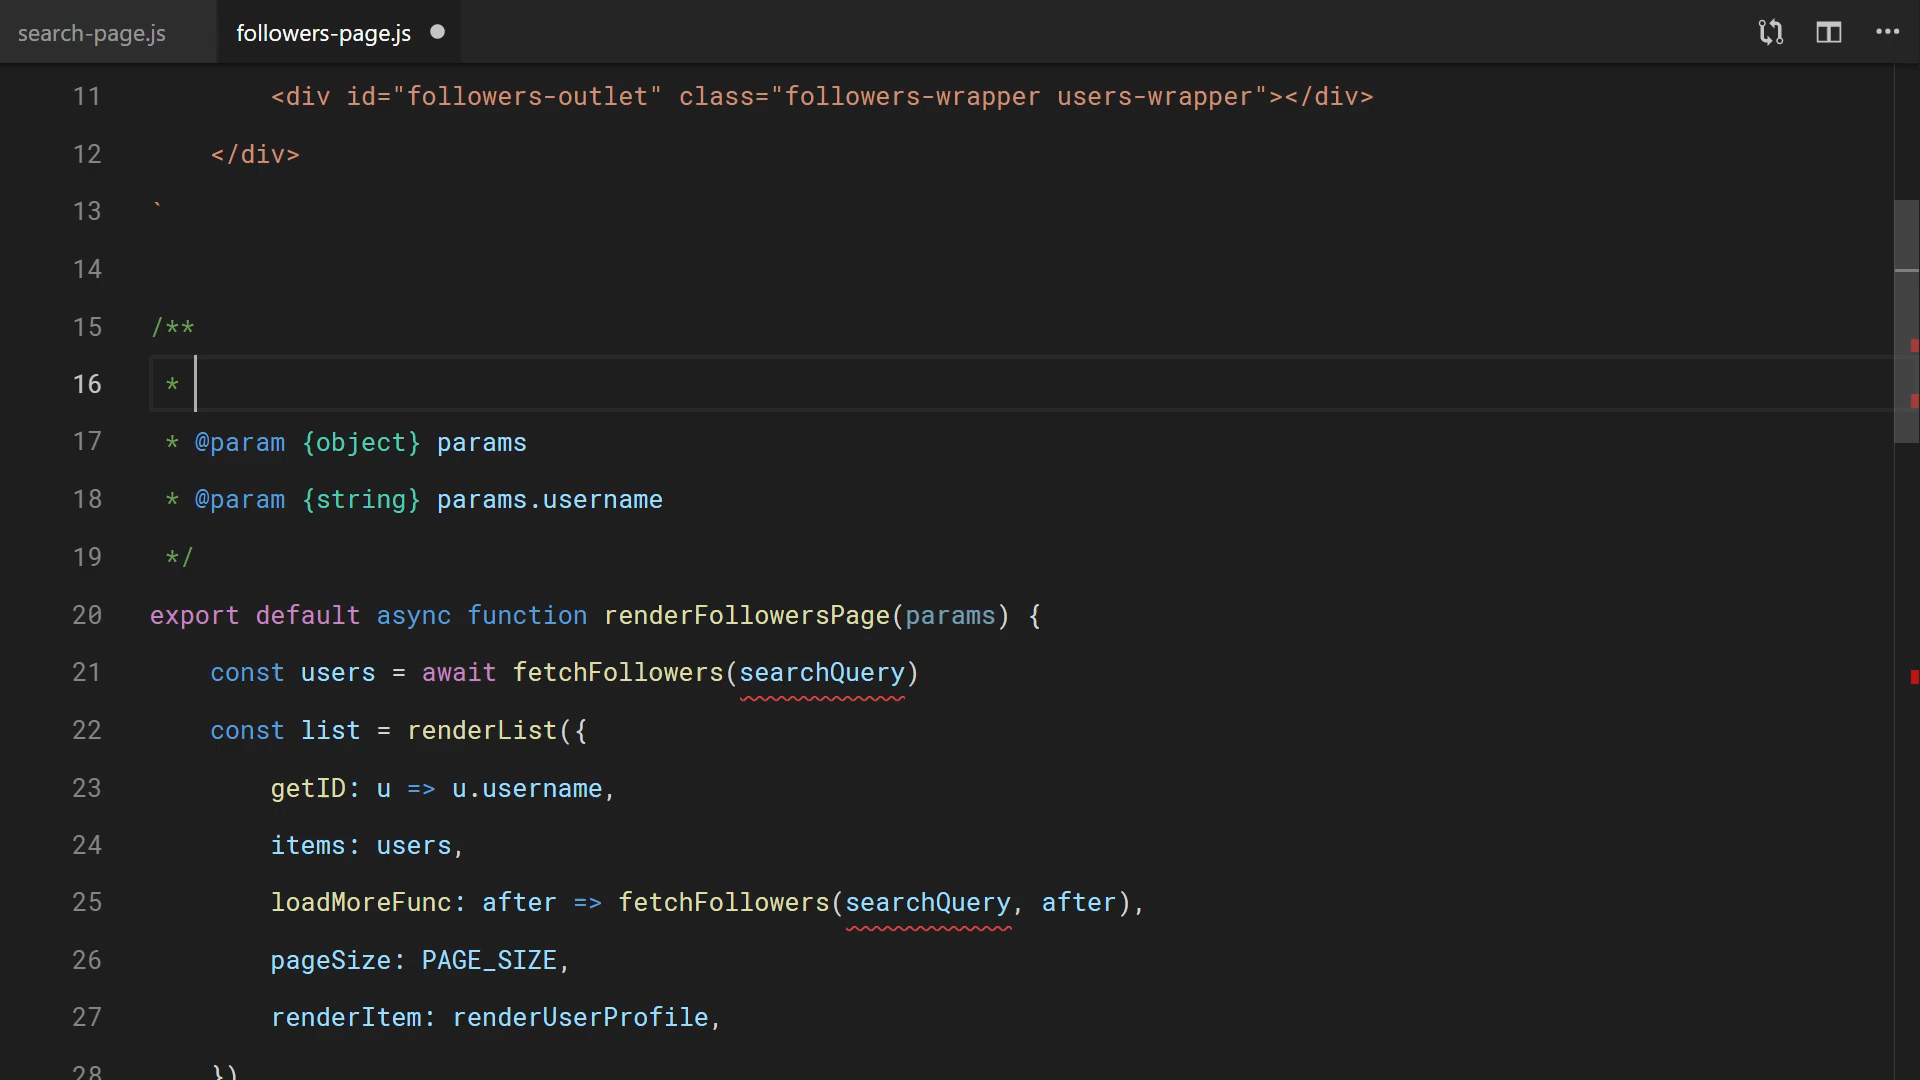 search-page.js
followers-page.js
11 <div id="followers-outlet" class="followers-wrapper users-wrapper"></div>
12 </div>
13 `
14
15 /**
16 *
17 * @param {object} params
18 * @param {string} params.username
19 */
20 export default async function renderFollowersPage(params) {
21 const users = await fetchFollowers(searchQuery)
22 const list = renderList({
23 getID: u => u.username,
24 items: users,
25 loadMoreFunc: after => fetchFollowers(searchQuery, after),
26 pageSize: PAGE_SIZE,
27 renderItem: renderUserProfile,
28 })